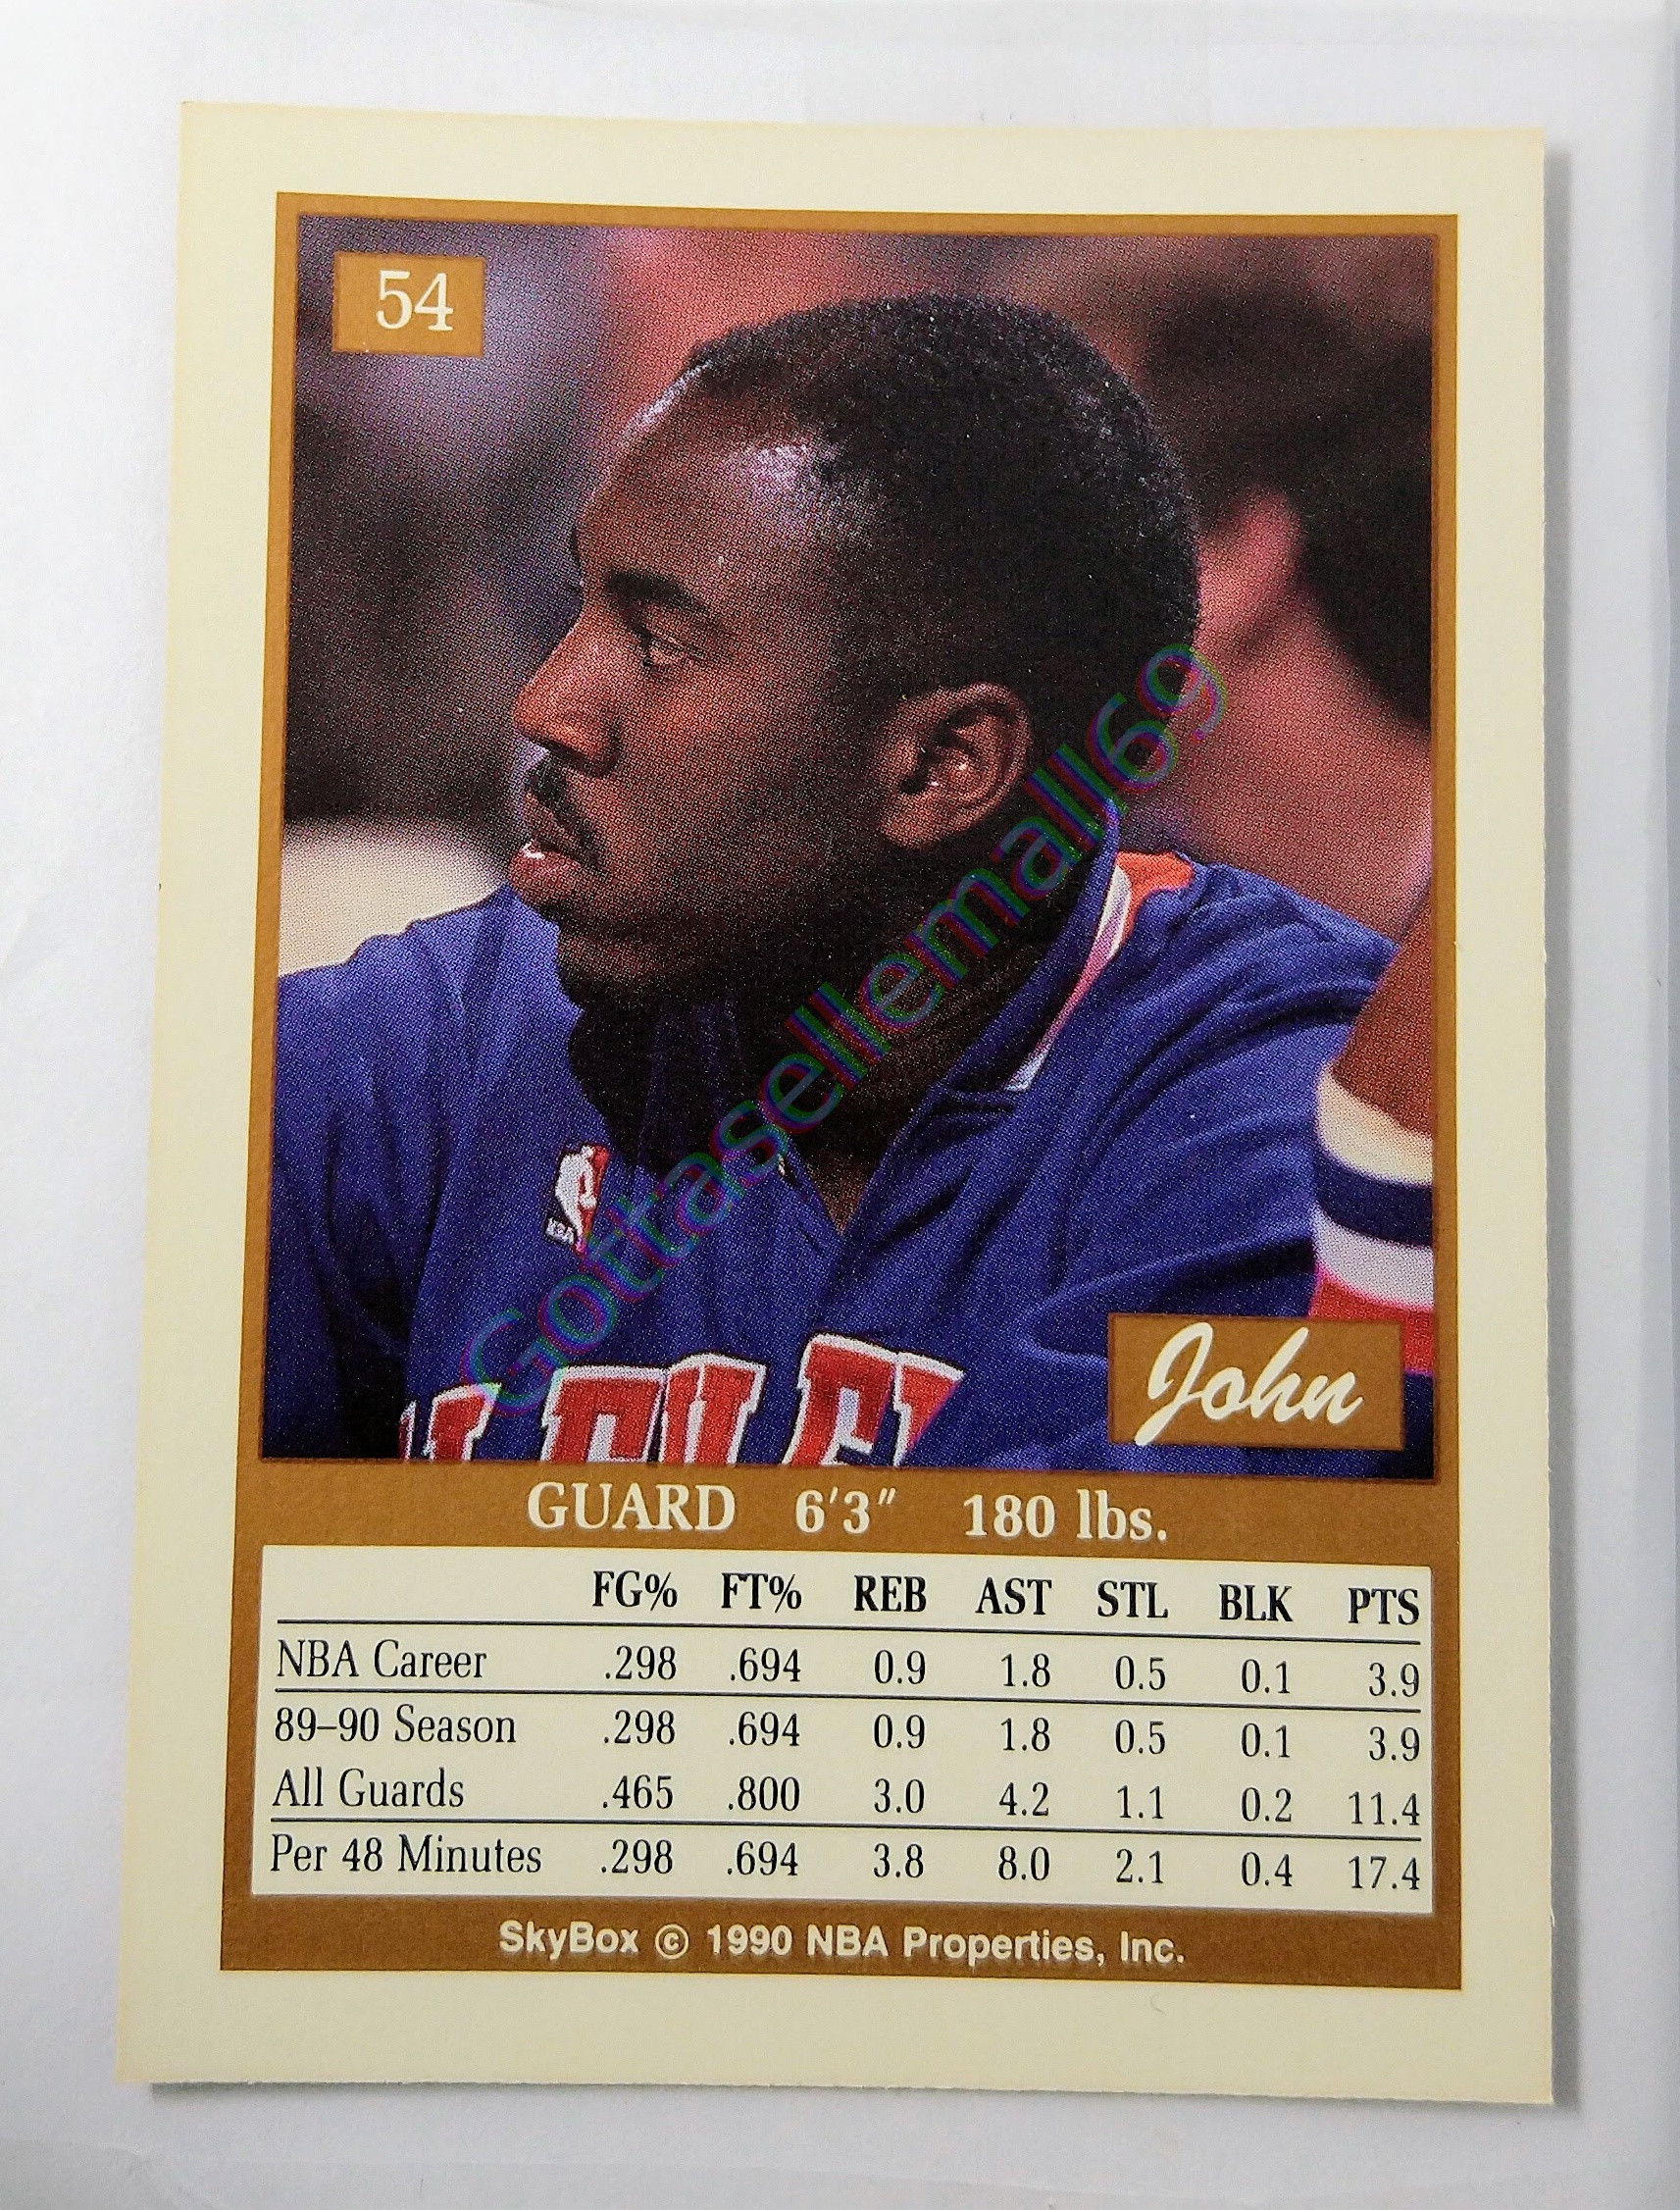 54
NBA
Gottasellemall69
John
GUARD 6'3" 180 lbs.
FG% FT% REB AST STL BLK PTS
NBA Career .298 .694 0.9 1.8 0.5 0.1 3.9
89–90 Season .298 .694 0.9 1.8 0.5 0.1 3.9
All Guards .465 .800 3.0 4.2 1.1 0.2 11.4
Per 48 Minutes .298 .694 3.8 8.0 2.1 0.4 17.4
SkyBox © 1990 NBA Properties, Inc.